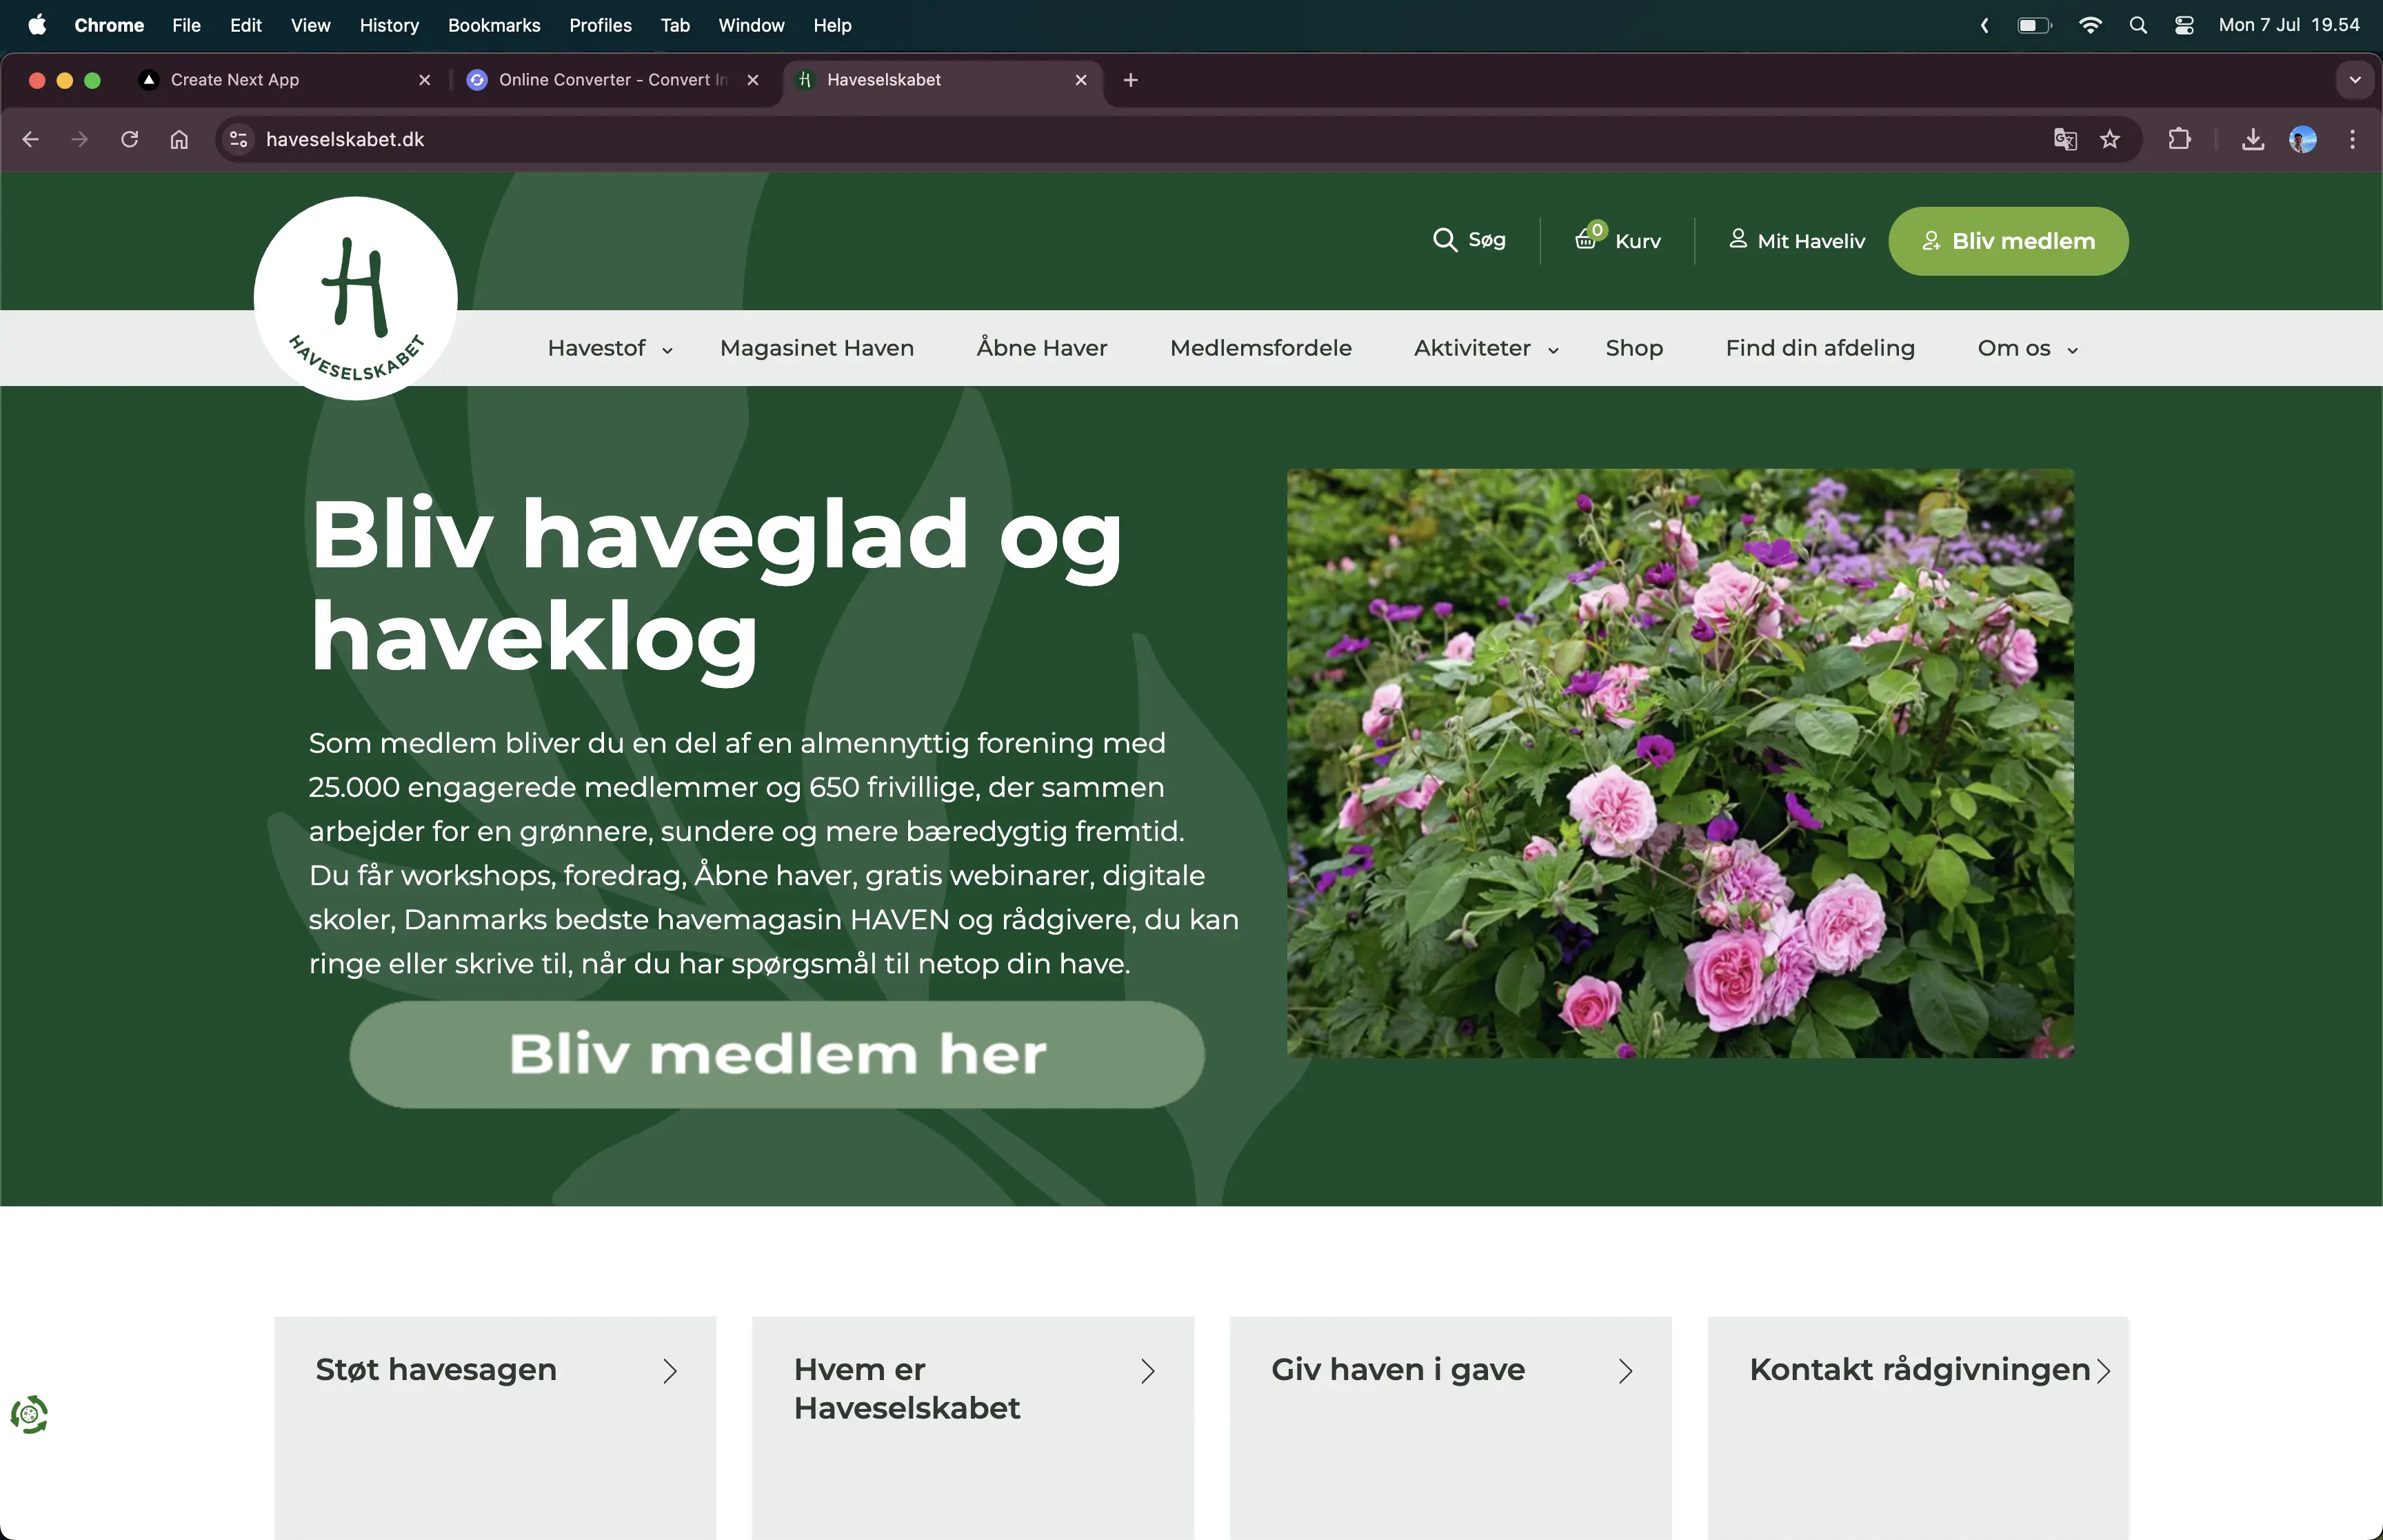 Chrome File Edit View History Bookmarks Profiles Tab Window Help Mon 7 Jul 19.54
Create Next App Online Converter - Convert Haveselskabet
haveselskabet.dk
Søg 0 Kurv Mit Haveliv Bliv medlem
H
HAVESELSKABET
Havestof Magasinet Haven Åbne Haver Medlemsfordele Aktiviteter Shop Find din afdeling Om os
Bliv haveglad og
haveklog
Som medlem bliver du en del af en almennyttig forening med
25.000 engagerede medlemmer og 650 frivillige, der sammen
arbejder for en grønnere, sundere og mere bæredygtig fremtid.
Du får workshops, foredrag, Åbne haver, gratis webinarer, digitale
skoler, Danmarks bedste havemagasin HAVEN og rådgivere, du kan
ringe eller skrive til, når du har spørgsmål til netop din have.
Bliv medlem her
Støt havesagen
Hvem er
Haveselskabet
Giv haven i gave
Kontakt rådgivningen